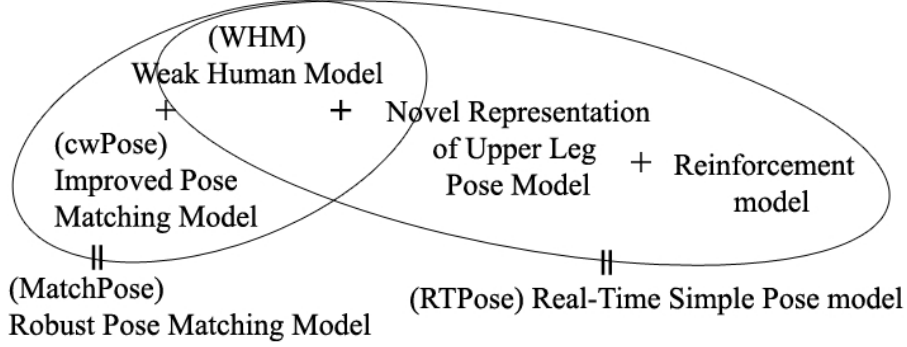 (WHM)
Weak Human Model
+
+
(cwPose)
Improved Pose
Matching Model
Novel Representation
of Upper Leg
Pose Model
+
Reinforcement
model
=
(MatchPose)
Robust Pose Matching Model
=
(RTPose) Real-Time Simple Pose model